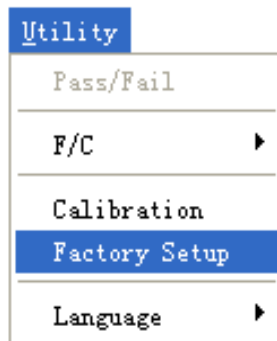 Utility
Pass/Fail
F/C
Calibration
Factory Setup
Language